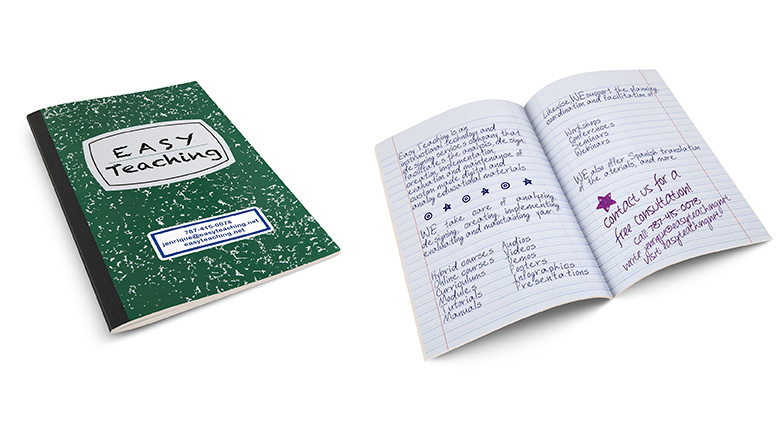 EASY
Teaching
787-415-0078
jenrique@easyteaching.net
easyteaching.net
Easy Teaching is an
instructional technology and
designing services company that
facilitates the analysis, design,
creation, implementation,
evaluation and maintenance of
custom made digital and
analog educational materials.
WE take care of analyzing,
designing, creating, implementing,
evaluating and maintaining your:
Hybrid courses
Online courses
Curriculums
Modules
Tutorials
Manuals
Audios
Videos
Demos
Posters
Infographics
Presentations
Likewise, WE support the planning,
coordination and facilitation of:
Workshops
Conferences
Seminars
Webinars
WE also offer Spanish translation
of the aterials, and more.
contact us for a
free consultation!
call 787-415-0078,
write jenrique@easyteaching.net
visit easyteaching.net